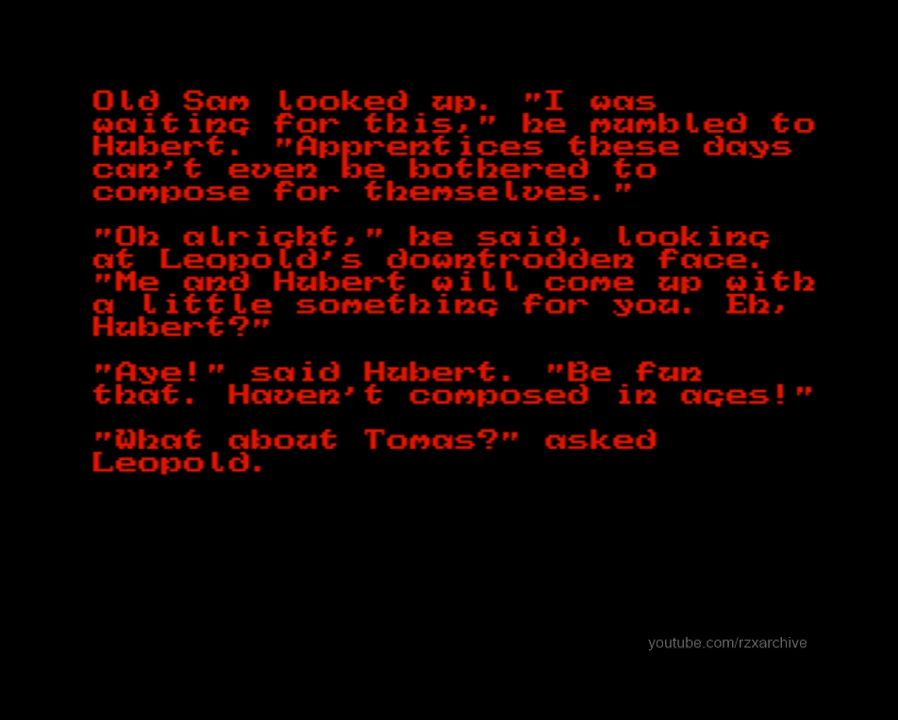 Old Sam looked up. "I was
waiting for this," he mumbled to
Hubert. "Apprentices these days
can't even be bothered to
compose for themselves."
"Oh alright," he said, looking
at Leopold's downtrodden face.
"Me and Hubert will come up with
a little something for you. Eh,
Hubert?"
"Aye!" said Hubert. "Be fun
that. Haven't composed in ages!"
"What about Tomas?" asked
Leopold.
youtube.com/rzxarchive